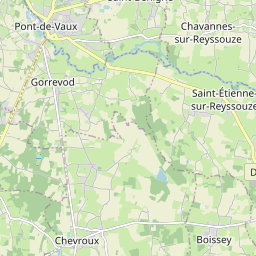 Pont-de-Vaux
Chavannes-
sur-Reyssouze
Gorrevod
Saint-Étienne-
sur-Reyssouze
Chevroux
Boissey